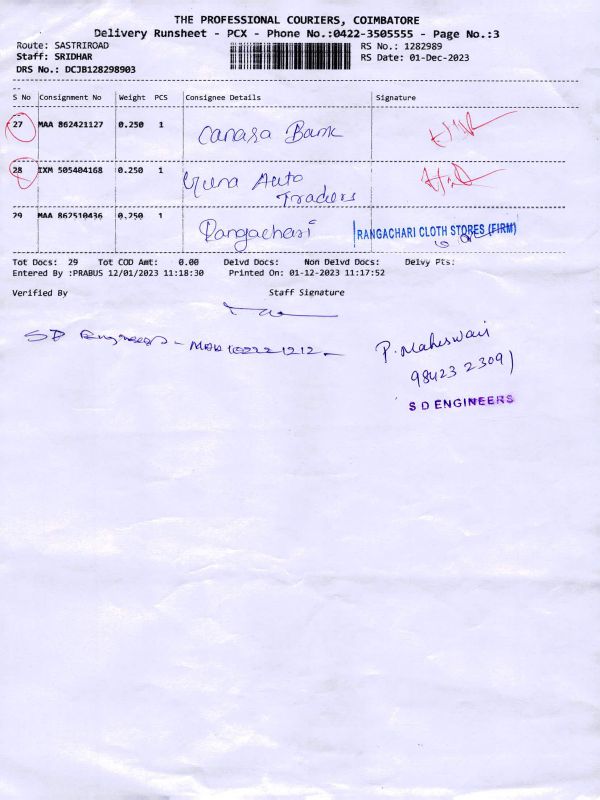 THE PROFESSIONAL COURIERS, COIMBATORE
Delivery Runsheet - PCX - Phone No.:0422-3505555 - Page No.:3
Route: SASTRIROAD RS No.: 1282989
Staff: SRIDHAR RS Date: 01-Dec-2023
DRS No.: DCJB128298903
S No Consignment No Weight PCS Consignee Details Signature
27 MAA 862421127 0.250 1 Canara Bank
28 IXM 505404168 0.250 1 Guna Auto
Traders
29 MAA 862510436 0.250 1 Rangachari RANGACHARI CLOTH STORES (FIRM)
Tot Docs: 29 Tot COD Amt: 0.00 Delvd Docs: Non Delvd Docs: Delvy Pts:
Entered By :PRABUS 12/01/2023 11:18:30 Printed On: 01-12-2023 11:17:52
Verified By Staff Signature
SD Engineers - P. Maheswari
98423 23091
S D ENGINEERS